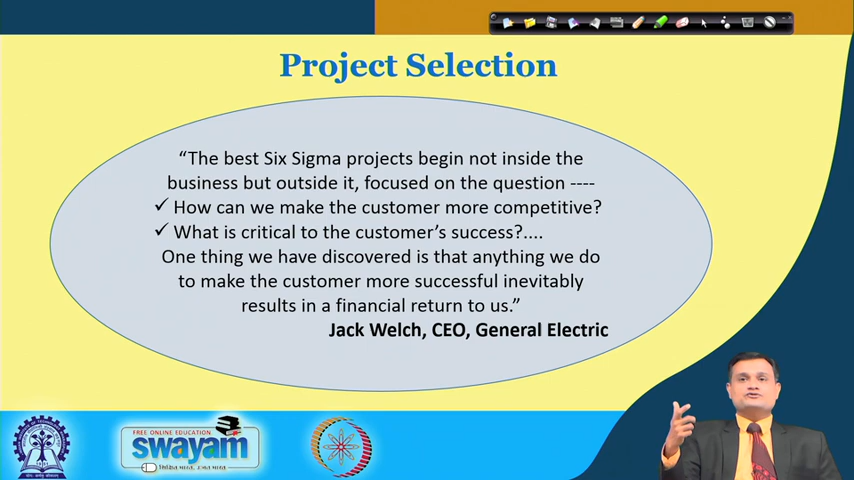 Project Selection
“The best Six Sigma projects begin not inside the
business but outside it, focused on the question ----
✓ How can we make the customer more competitive?
✓ What is critical to the customer’s success?....
One thing we have discovered is that anything we do
to make the customer more successful inevitably
results in a financial return to us.”
Jack Welch, CEO, General Electric
FREE ONLINE EDUCATION
swayam